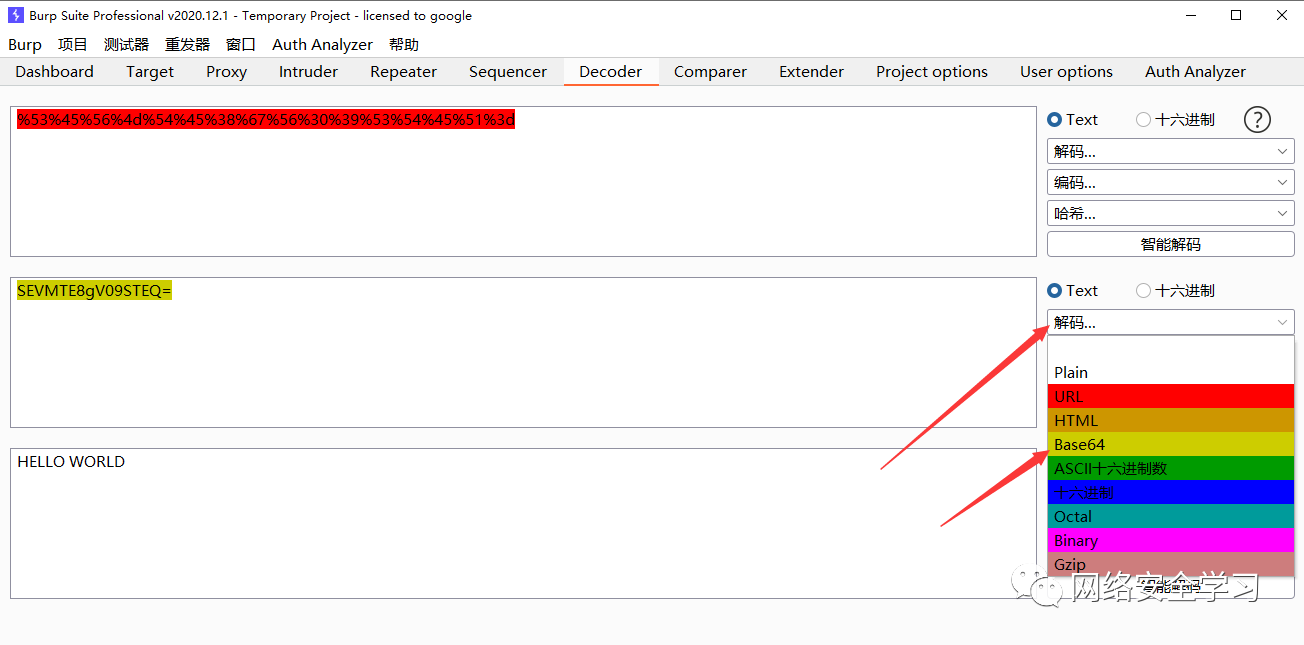 Burp Suite Professional v2020.12.1 - Temporary Project - licensed to google
Burp 项目 测试器 重发器 窗口 Auth Analyzer 帮助
Dashboard Target Proxy Intruder Repeater Sequencer Decoder Comparer Extender Project options User options Auth Analyzer
%53%45%56%4d%54%45%38%67%56%30%39%53%54%45%51%3d
Text 十六进制 ?
解码...
编码...
哈希...
智能解码
SEVMTE8gV09STEQ=
Text 十六进制
解码...
Plain
URL
HTML
Base64
HELLO WORLD
ASCII十六进制数
十六进制
Octal
Binary
Gzip
智能解码
网络安全学习